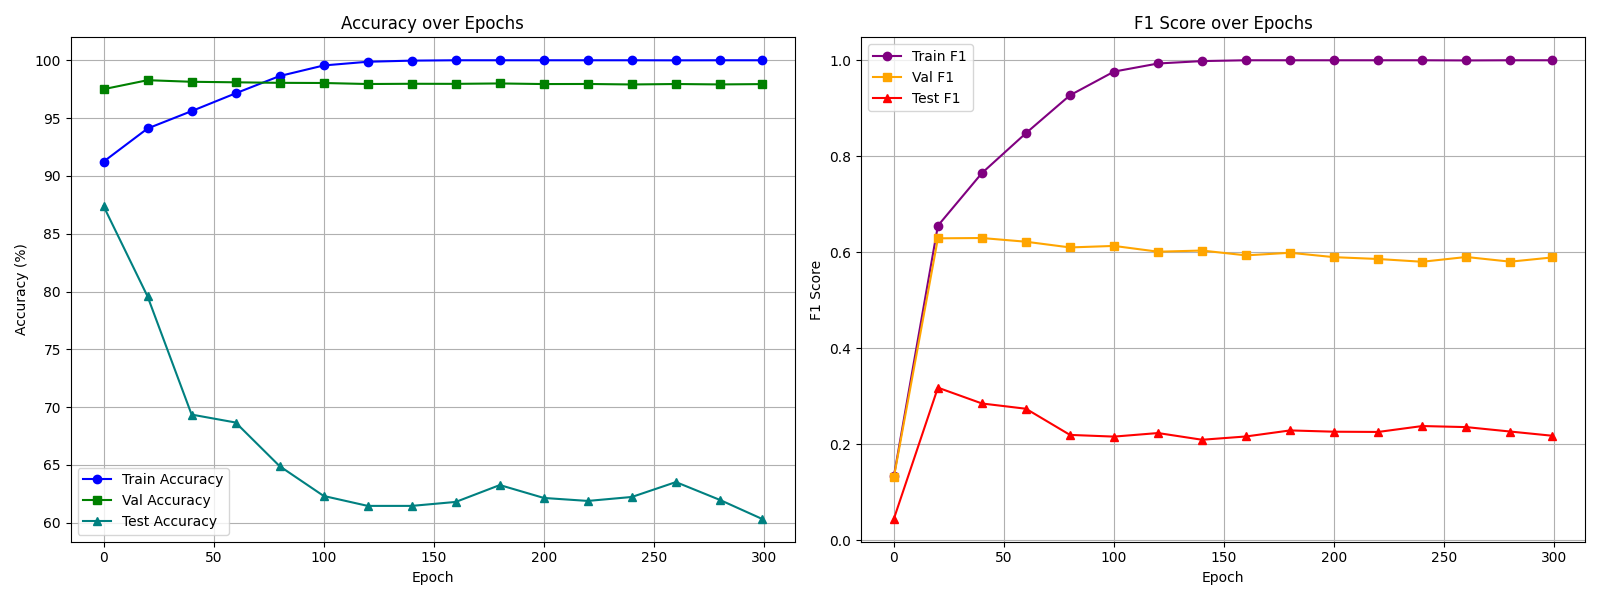 Accuracy over Epochs
100
95
90
85
80
75
70
65
60
Accuracy (%)
Train Accuracy
Val Accuracy
Test Accuracy
0 50 100 150 200 250 300
Epoch
F1 Score over Epochs
1.0
0.8
0.6
0.4
0.2
0.0
F1 Score
Train F1
Val F1
Test F1
0 50 100 150 200 250 300
Epoch